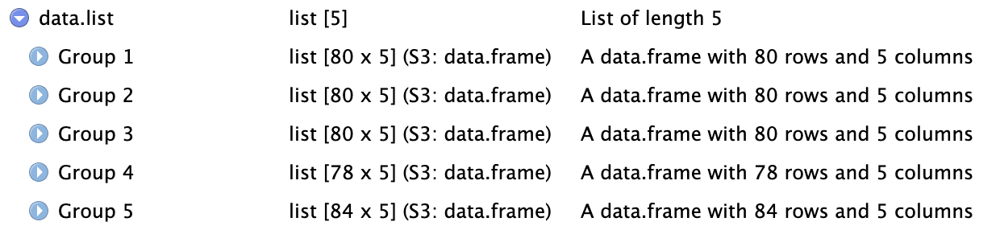 data.list list [5] List of length 5
Group 1 list [80 x 5] (S3: data.frame) A data.frame with 80 rows and 5 columns
Group 2 list [80 x 5] (S3: data.frame) A data.frame with 80 rows and 5 columns
Group 3 list [80 x 5] (S3: data.frame) A data.frame with 80 rows and 5 columns
Group 4 list [78 x 5] (S3: data.frame) A data.frame with 78 rows and 5 columns
Group 5 list [84 x 5] (S3: data.frame) A data.frame with 84 rows and 5 columns